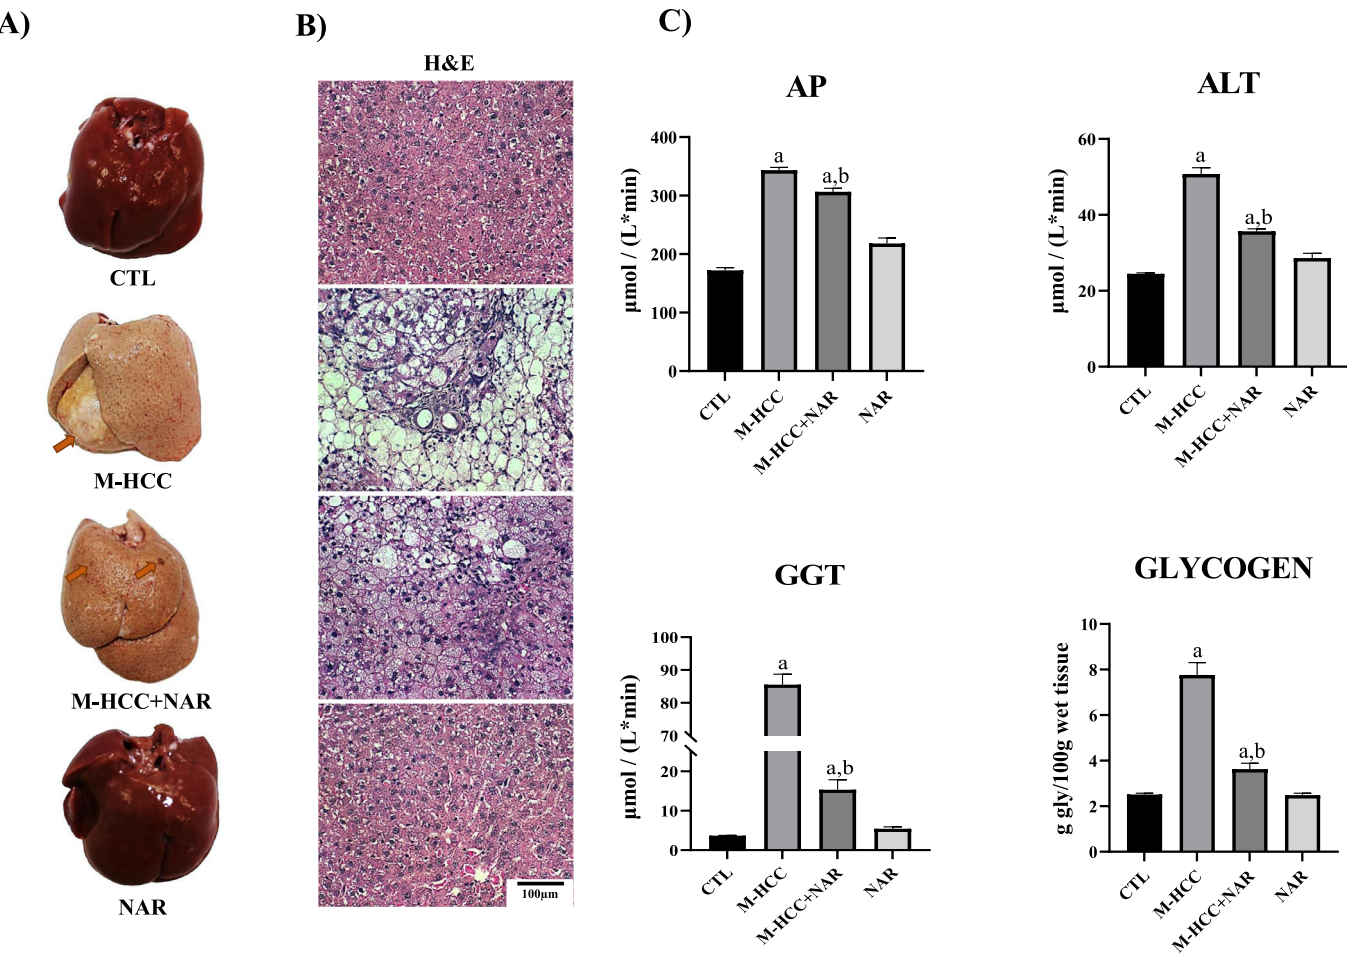 A)
CTL
M-HCC
M-HCC+NAR
NAR
B)
H&E
100µm
C)
AP
µmol / (L*min)
400
300
200
100
0
a
a,b
CTL
M-HCC
M-HCC+NAR
NAR
ALT
µmol / (L*min)
60
40
20
0
a
a,b
CTL
M-HCC
M-HCC+NAR
NAR
GGT
µmol / (L*min)
100
90
80
70
20
10
0
a
a,b
CTL
M-HCC
M-HCC+NAR
NAR
GLYCOGEN
g gly/100g wet tissue
10
8
6
4
2
0
a
a,b
CTL
M-HCC
M-HCC+NAR
NAR